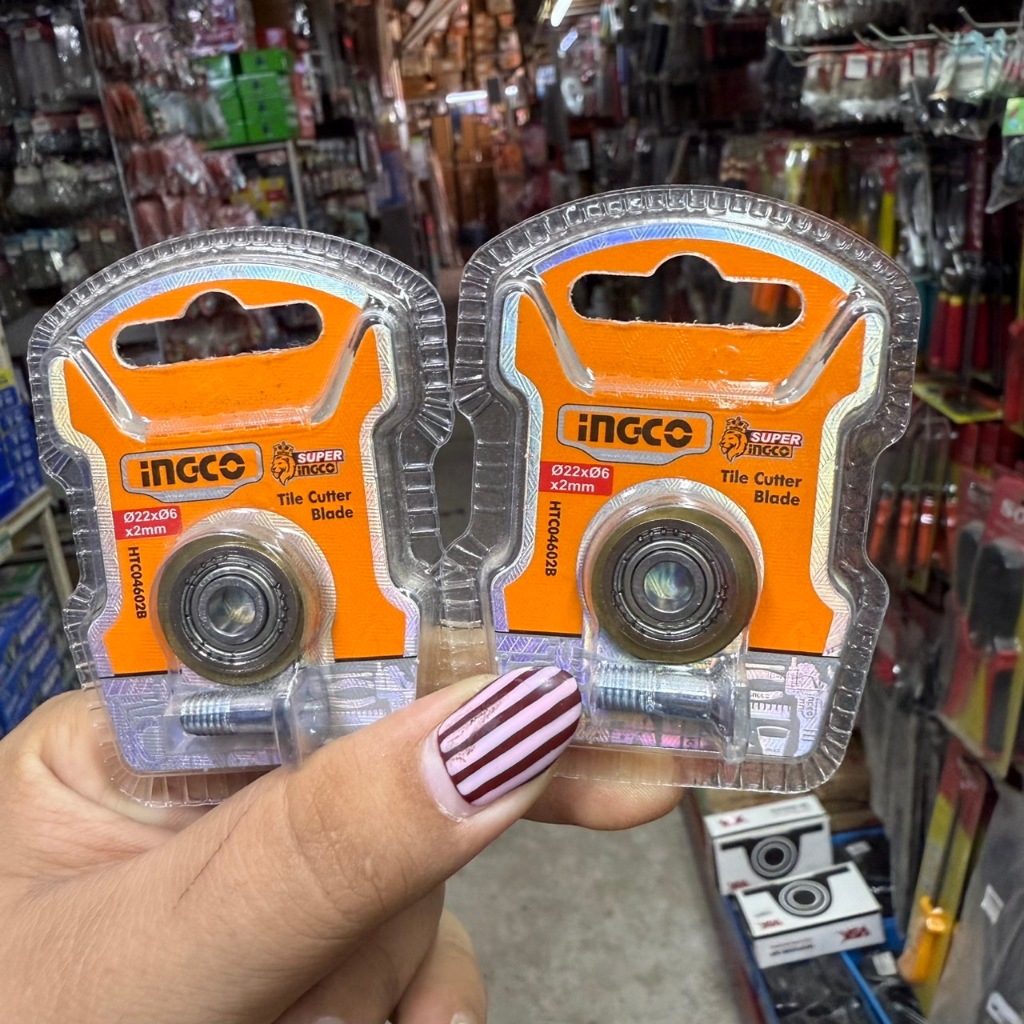 INGCO
SUPER
INGCO
Tile Cutter
Blade
Ø22xØ6
x2mm
HTC04602B
INGCO
SUPER
INGCO
Tile Cutter
Blade
Ø22xØ6
x2mm
HTC04602B